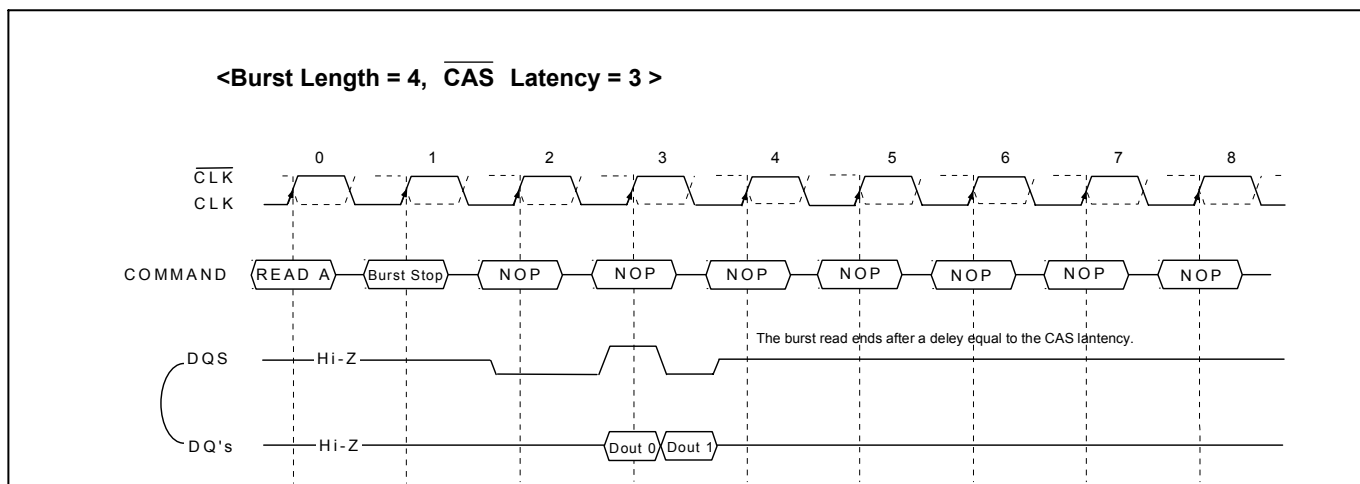 <Burst Length = 4, CAS Latency = 3 >
0 1 2 3 4 5 6 7 8
CLK
CLK
COMMAND READ A Burst Stop NOP NOP NOP NOP NOP NOP NOP
The burst read ends after a deley equal to the CAS lantency.
DQS Hi-Z
DQ's Hi-Z Dout 0 Dout 1